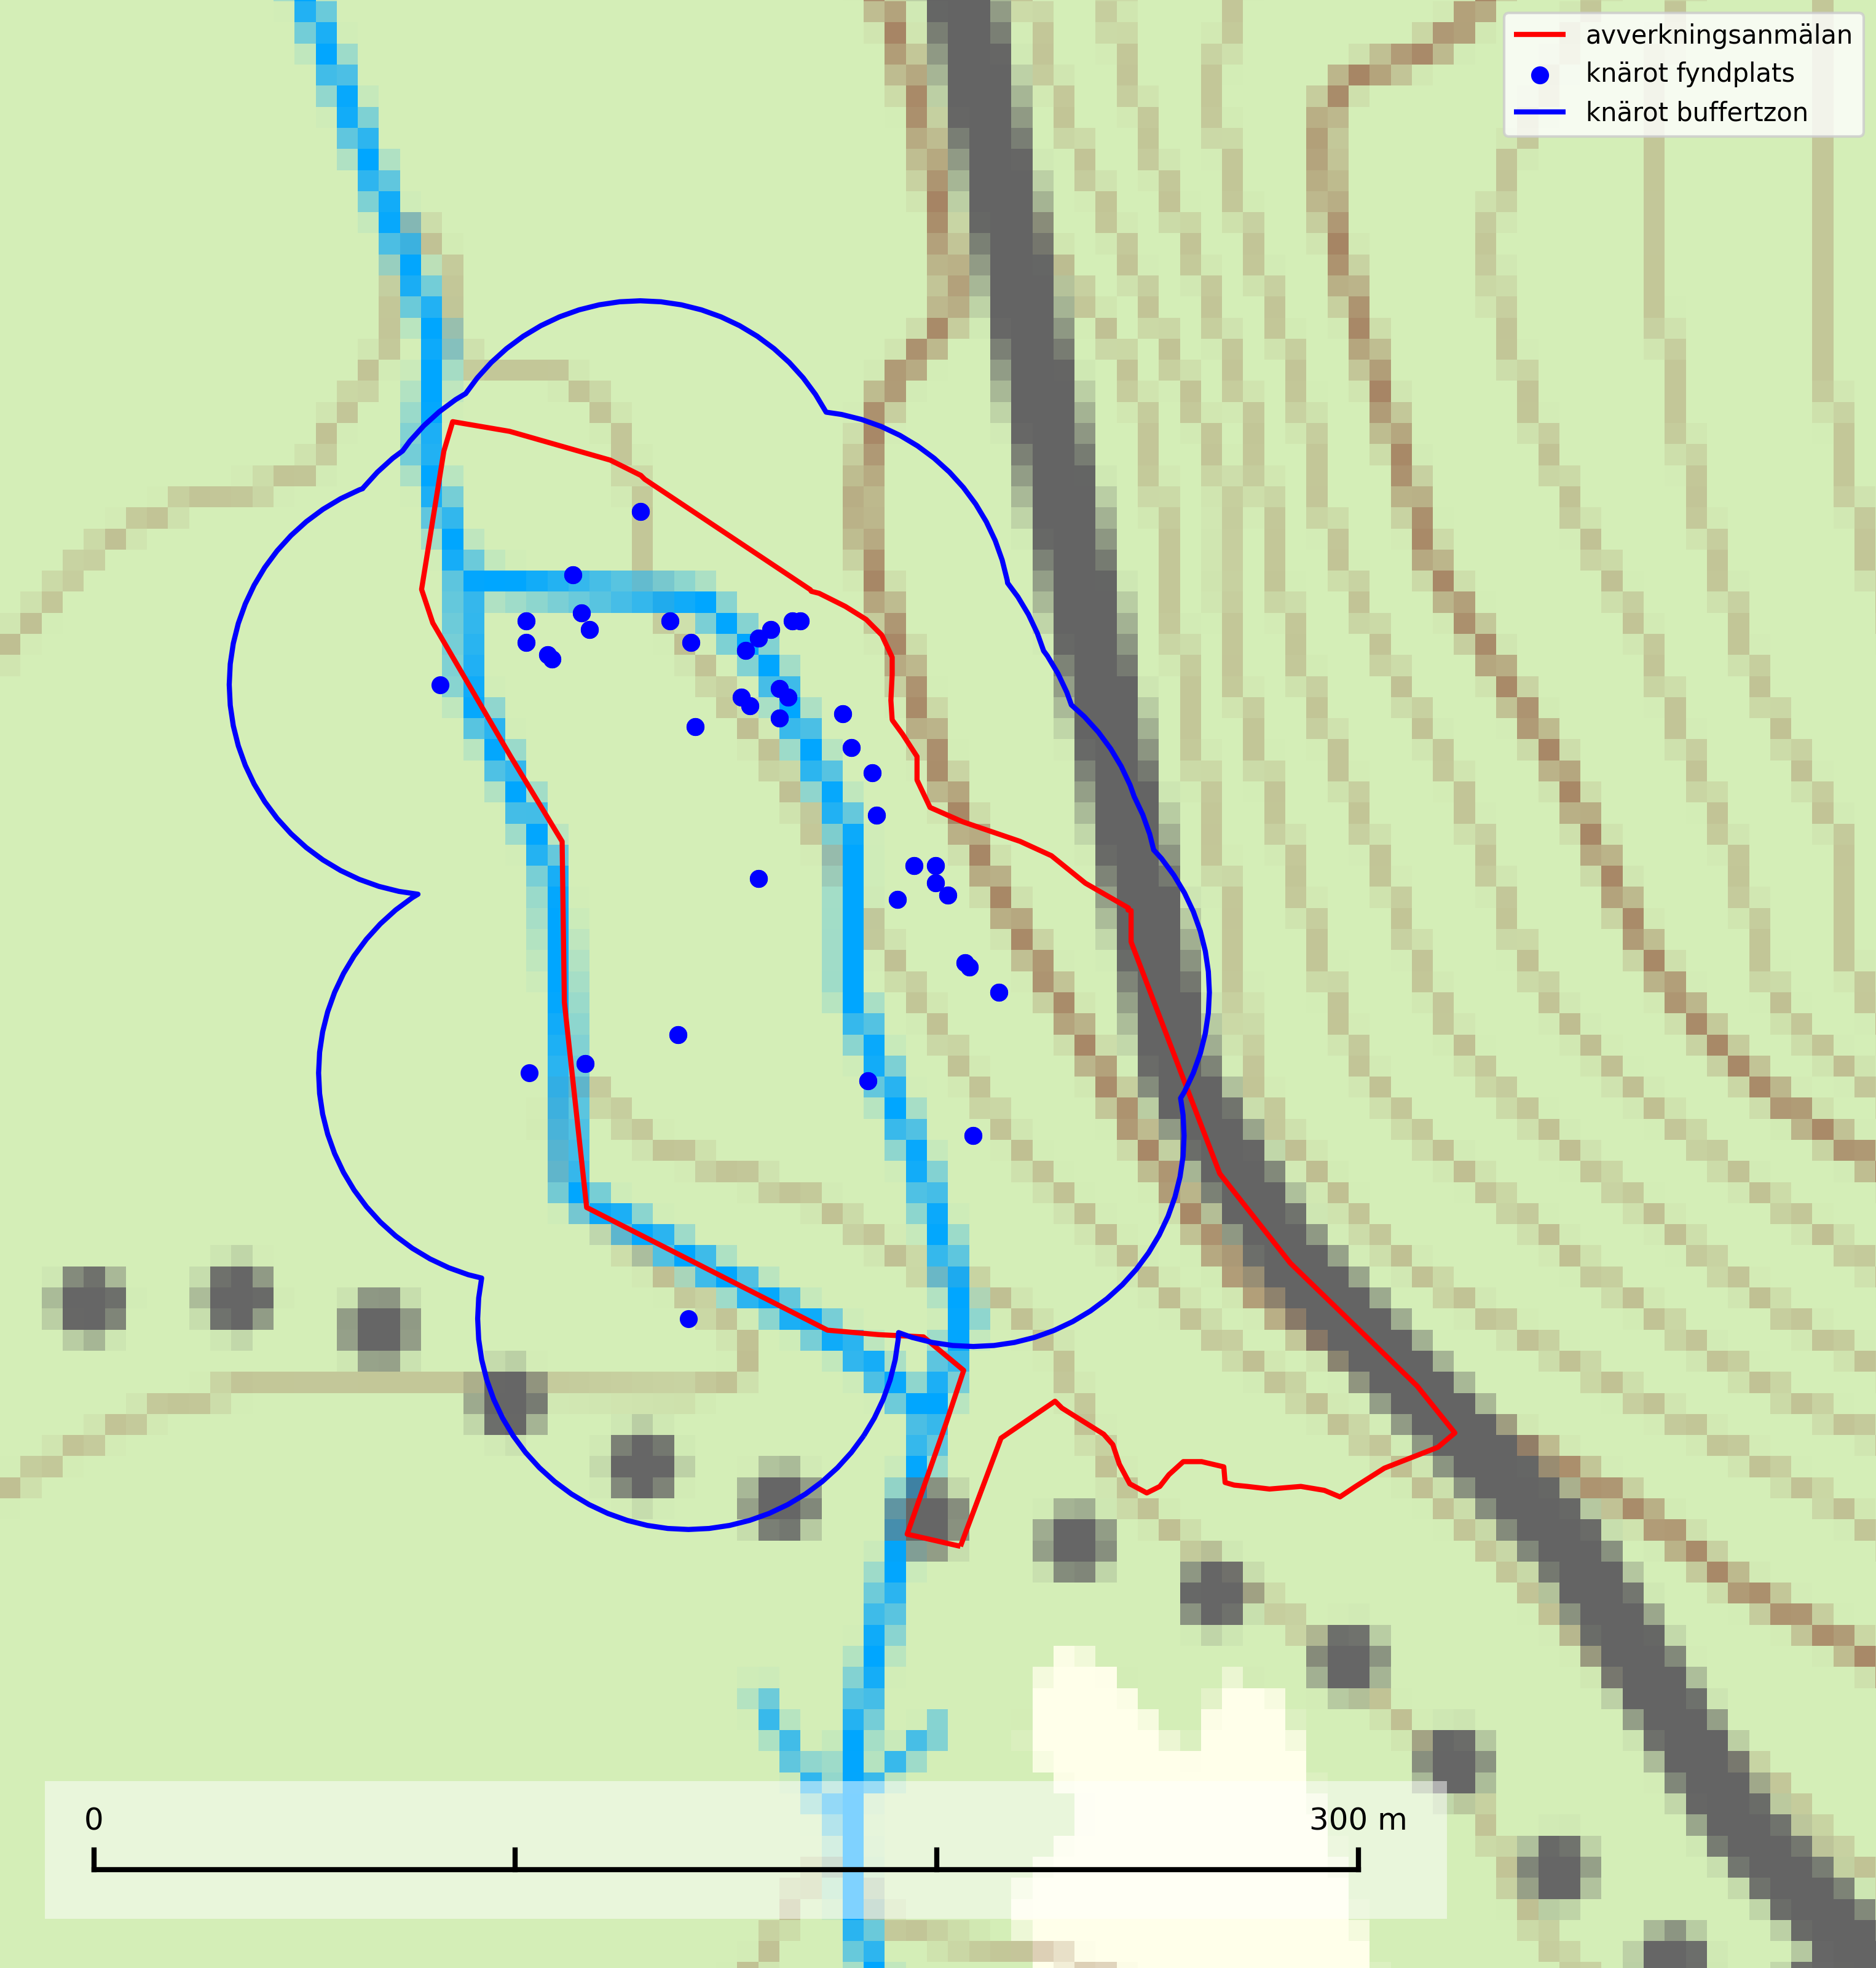 avverkningsanmälan
knärot fyndplats
knärot buffertzon
0
300 m